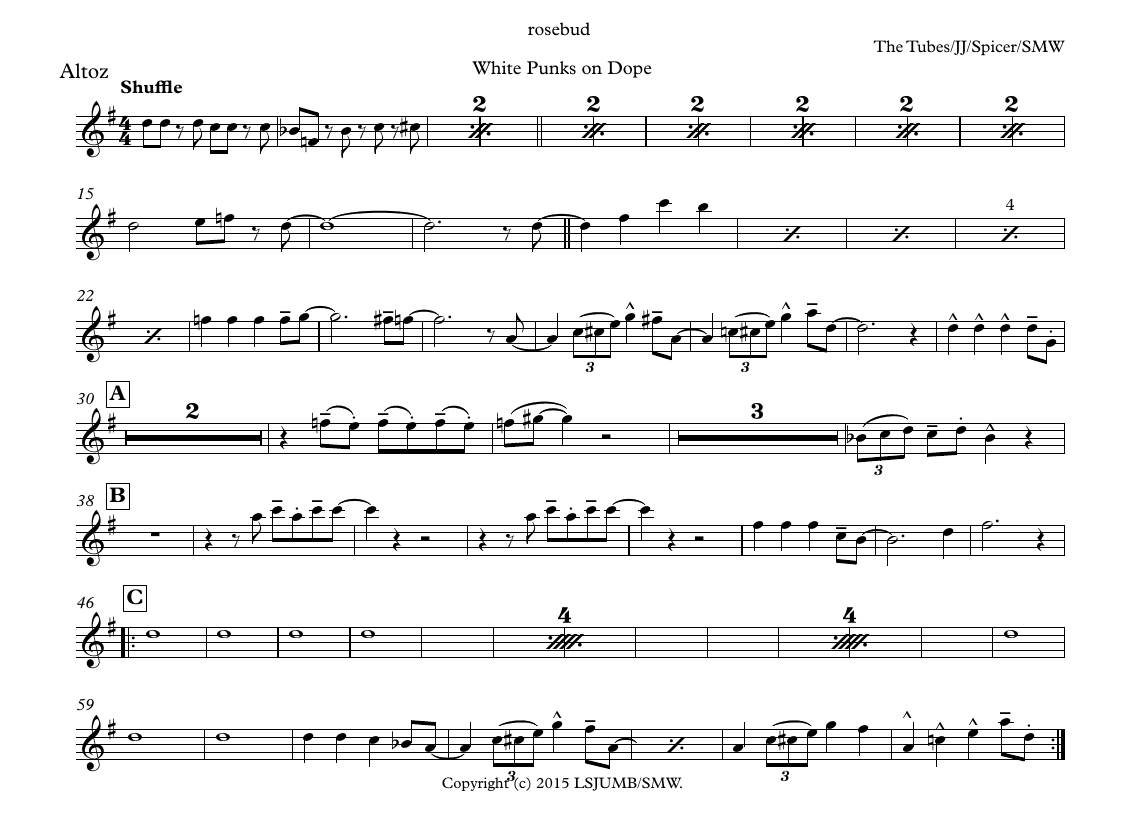 rosebud
The Tubes/JJ/Spicer/SMW
Altoz
White Punks on Dope
Shuffle
2 2 2 2 2 2
15
4
22
3 3
30 A
2 3
3
38 B
46 C
4 4
59
3 3
Copyright (c) 2015 LSJUMB/SMW.